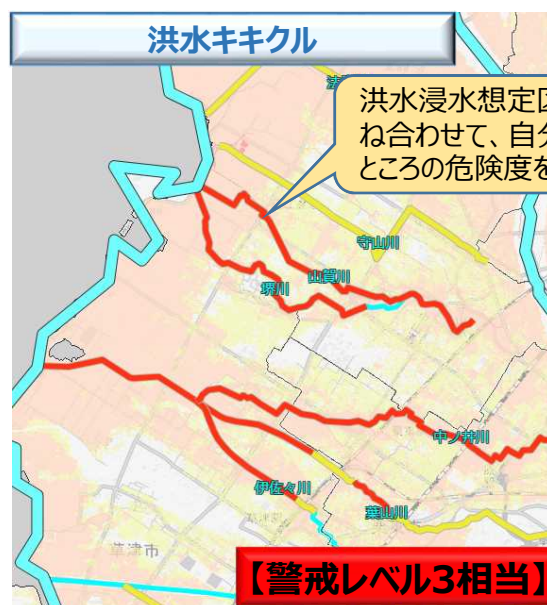 洪水キキクル
洪水浸水想定区
ね合わせて、自分
ところの危険度を
守山川
山賀川
堺川
中ノ井川
伊佐々川
葉山川
草津市
【警戒レベル3相当】